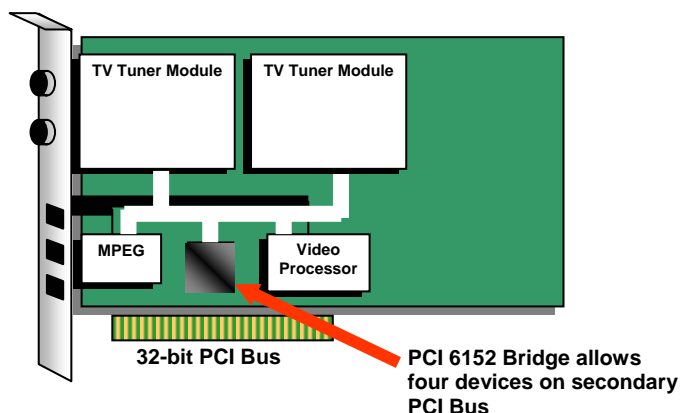 TV Tuner Module
TV Tuner Module
MPEG
Video
Processor
32-bit PCI Bus
PCI 6152 Bridge allows
four devices on secondary
PCI Bus